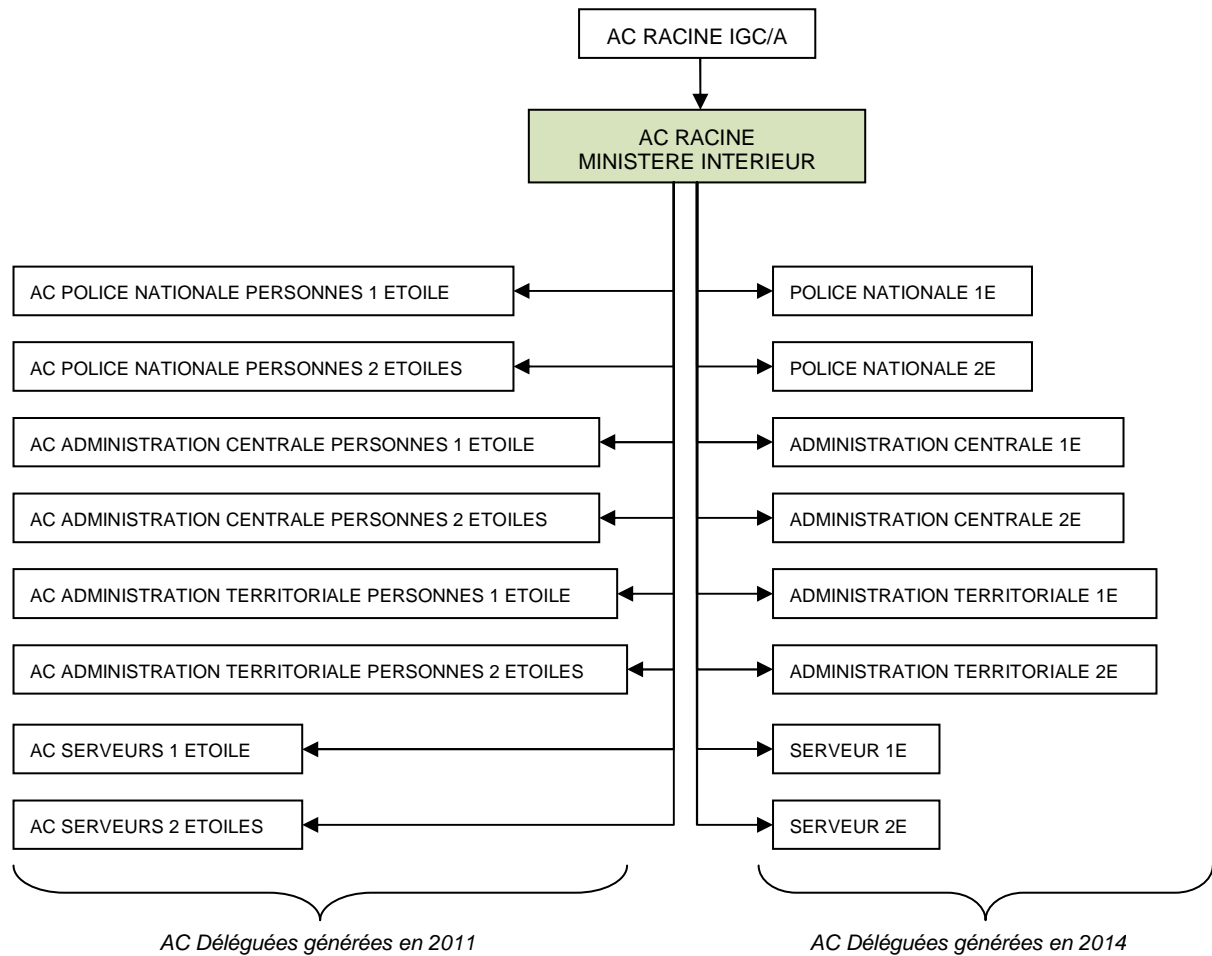 AC RACINE IGC/A
AC RACINE
MINISTERE INTERIEUR
AC POLICE NATIONALE PERSONNES 1 ETOILE
POLICE NATIONALE 1E
AC POLICE NATIONALE PERSONNES 2 ETOILES
POLICE NATIONALE 2E
AC ADMINISTRATION CENTRALE PERSONNES 1 ETOILE
ADMINISTRATION CENTRALE 1E
AC ADMINISTRATION CENTRALE PERSONNES 2 ETOILES
ADMINISTRATION CENTRALE 2E
AC ADMINISTRATION TERRITORIALE PERSONNES 1 ETOILE
ADMINISTRATION TERRITORIALE 1E
AC ADMINISTRATION TERRITORIALE PERSONNES 2 ETOILES
ADMINISTRATION TERRITORIALE 2E
AC SERVEURS 1 ETOILE
SERVEUR 1E
AC SERVEURS 2 ETOILES
SERVEUR 2E
AC Déléguées générées en 2011
AC Déléguées générées en 2014